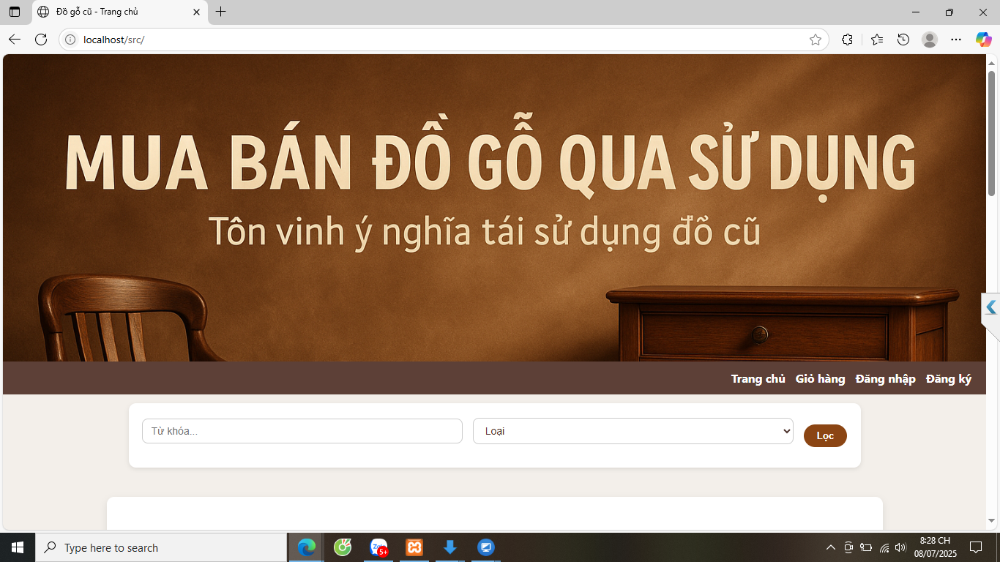 Đồ gỗ cũ - Trang chủ
localhost/src/
MUA BÁN ĐỒ GỖ QUA SỬ DỤNG
Tôn vinh ý nghĩa tái sử dụng đồ cũ
Trang chủ Giỏ hàng Đăng nhập Đăng ký
Từ khóa... Loại Lọc
Type here to search
Zalo 5+
8:28 CH
08/07/2025